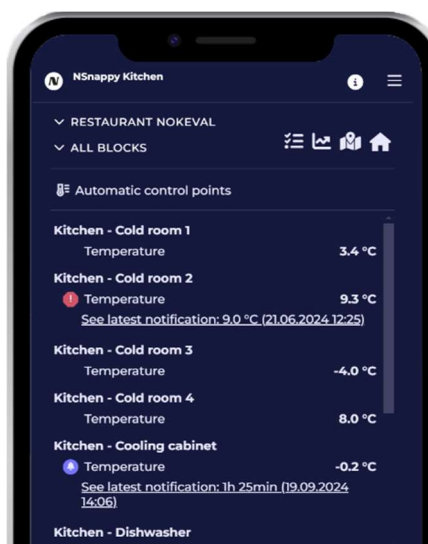 N NSnappy Kitchen i
RESTAURANT NOKEVAL
ALL BLOCKS
Automatic control points
Kitchen - Cold room 1
Temperature 3.4 °C
Kitchen - Cold room 2
! Temperature 9.3 °C
See latest notification: 9.0 °C (21.06.2024 12:25)
Kitchen - Cold room 3
Temperature -4.0 °C
Kitchen - Cold room 4
Temperature 8.0 °C
Kitchen - Cooling cabinet
Temperature -0.2 °C
See latest notification: 1h 25min (19.09.2024
14:06)
Kitchen - Dishwasher